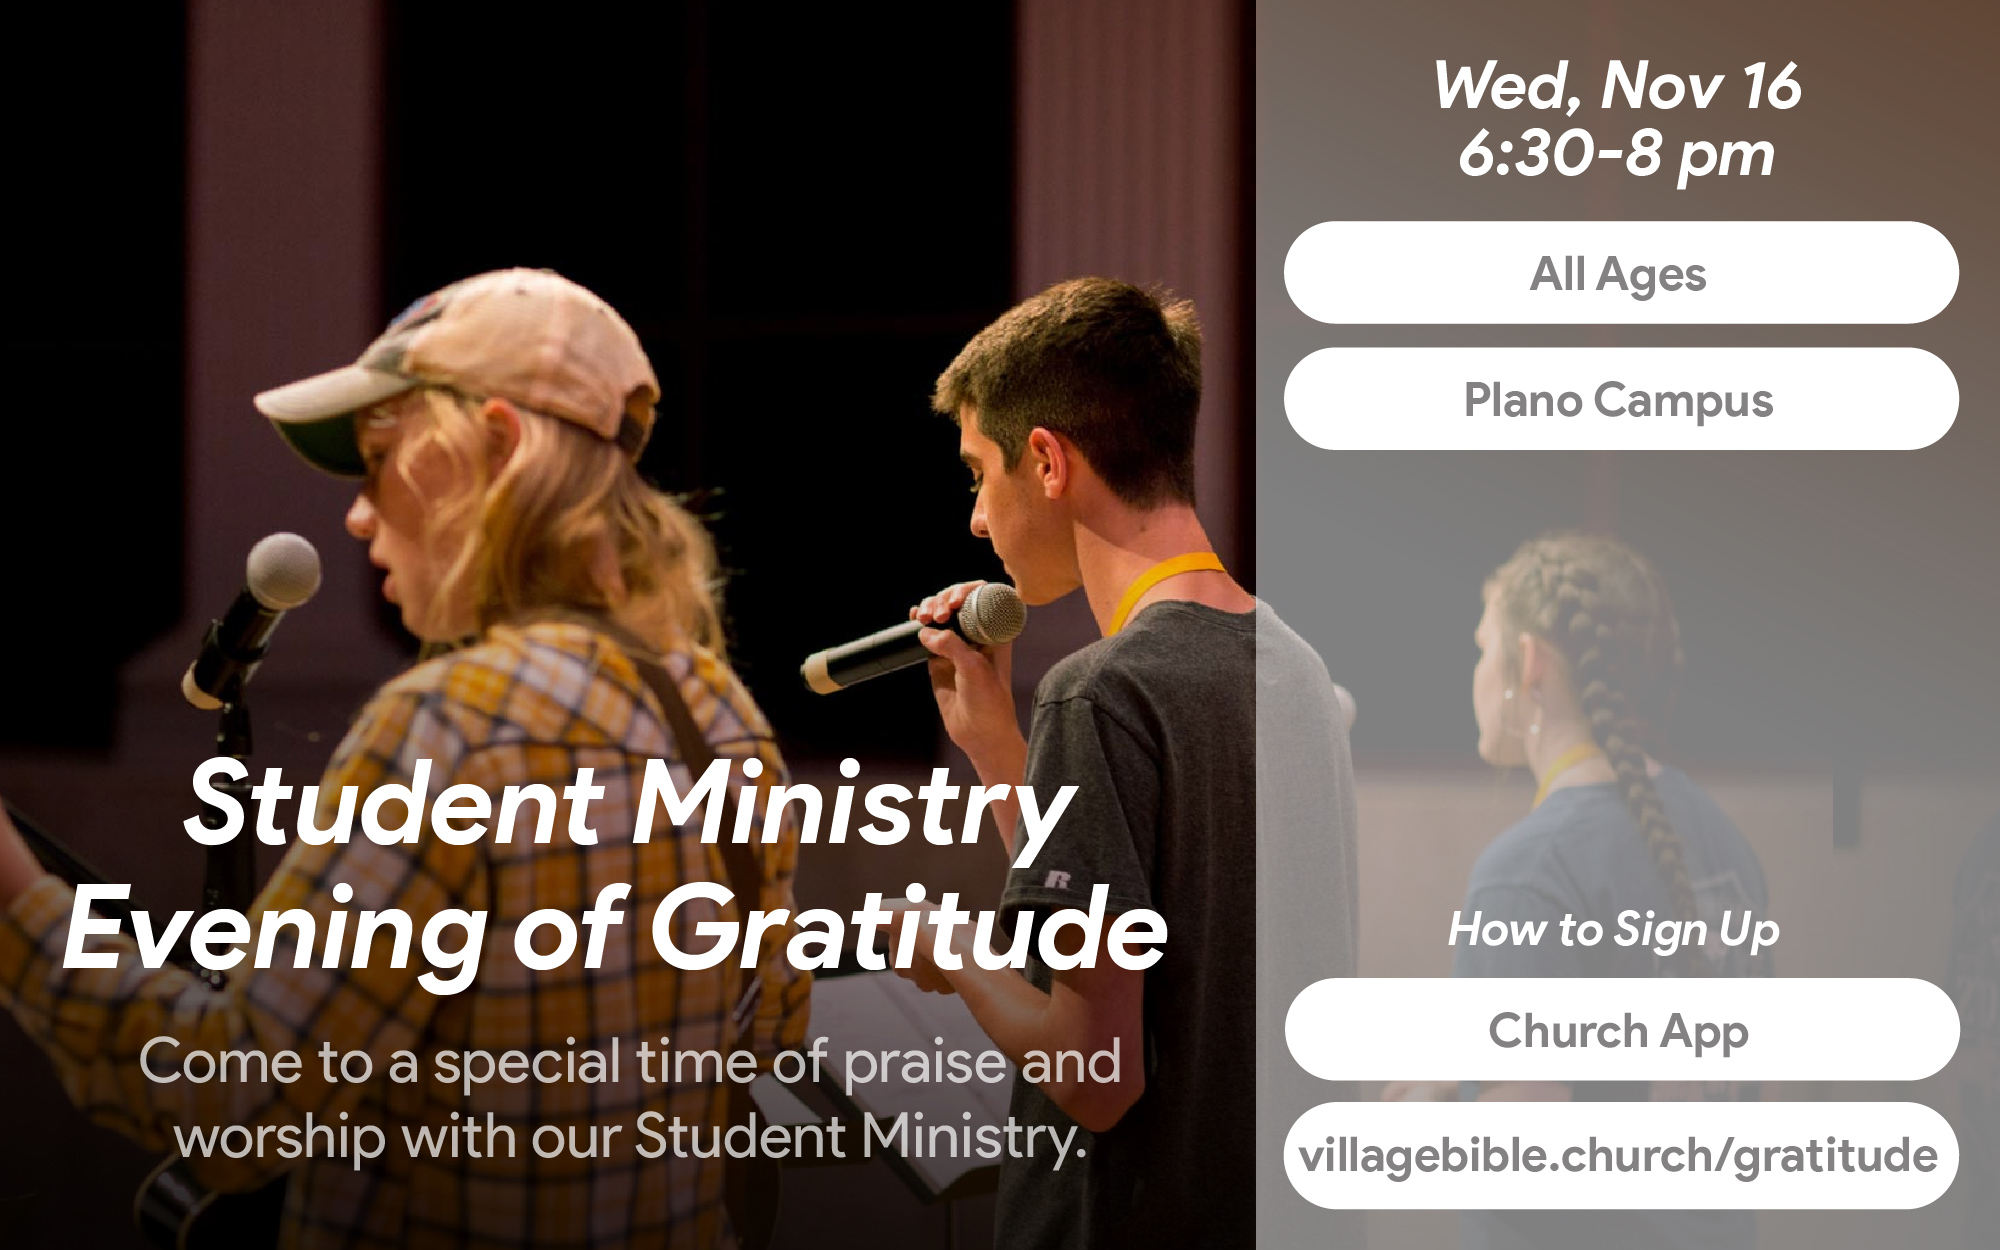 Student Ministry
Evening of Gratitude
Come to a special time of praise and
worship with our Student Ministry.
Wed, Nov 16
6:30-8 pm
All Ages
Plano Campus
How to Sign Up
Church App
villagebible.church/gratitude
R